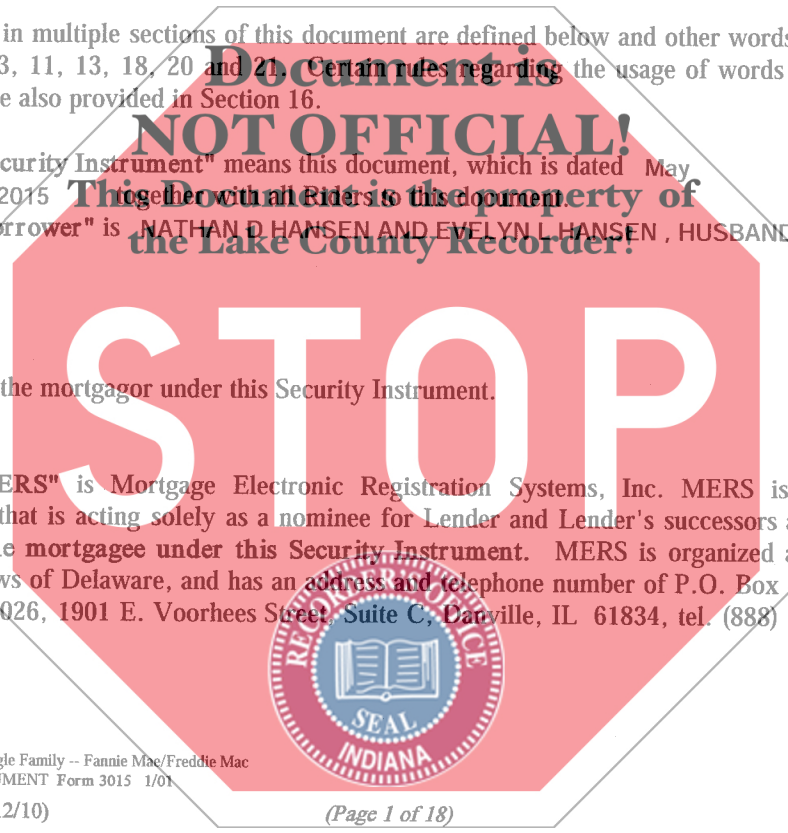 in multiple sections of this document are defined below and other words
3, 11, 13, 18, 20 and 21. Certain rules regarding the usage of words
e also provided in Section 16.
Document is
NOT OFFICIAL!
This Document is the property of
the Lake County Recorder!
curity Instrument" means this document, which is dated May
2015 together with all Riders to this document.
orrower" is NATHAN D HANSEN AND EVELYN L HANSEN , HUSBAND
STOP
the mortgagor under this Security Instrument.
ERS" is Mortgage Electronic Registration Systems, Inc. MERS is
that is acting solely as a nominee for Lender and Lender's successors a
e mortgagee under this Security Instrument. MERS is organized a
ws of Delaware, and has an address and telephone number of P.O. Box
026, 1901 E. Voorhees Street, Suite C, Danville, IL 61834, tel. (888)
RECORDER'S OFFICE
SEAL
INDIANA
gle Family -- Fannie Mae/Freddie Mac
UMENT Form 3015 1/01
2/10)
(Page 1 of 18)